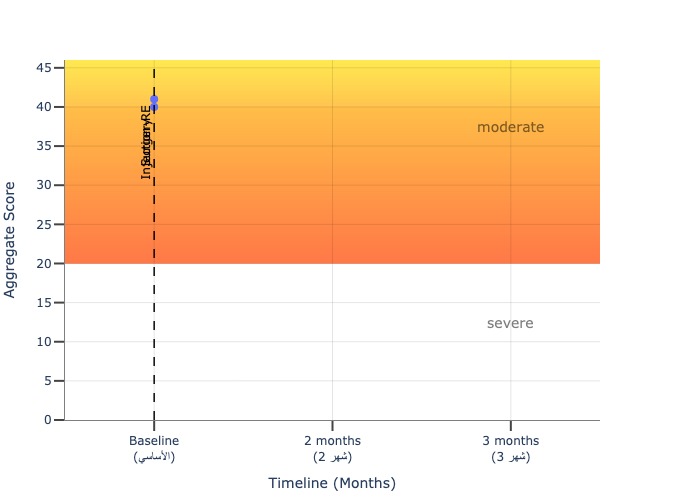 45
40
35
30
25
20
15
10
5
0
Aggregate Score
moderate
severe
Baseline
(الأساسي)
2 months
(شهر 2)
3 months
(شهر 3)
Timeline (Months)